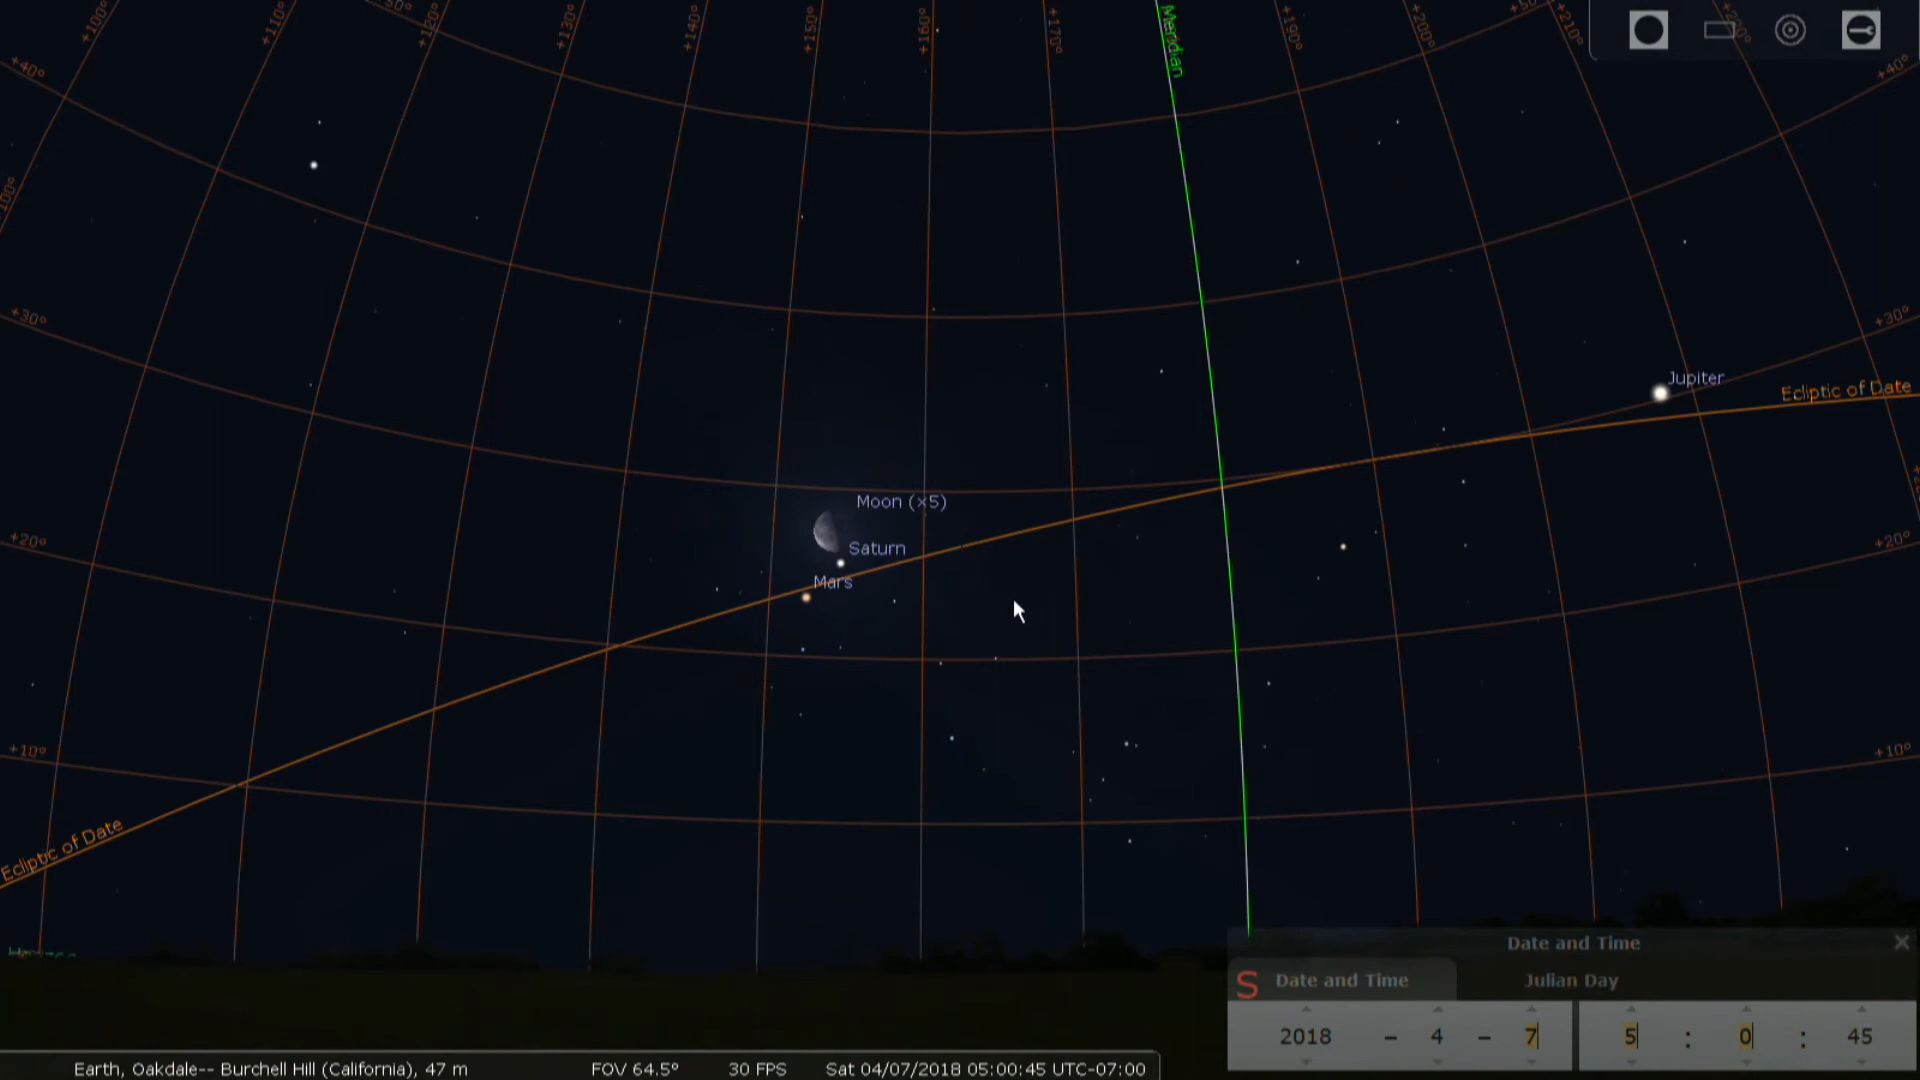 +100°
+110°
+120°
+130°
+140°
+150°
+160°
+170°
Meridian
+190°
+200°
+210°
+220°
+40°
+40°
+100°
+30°
+30°
Jupiter
Ecliptic of Date
Moon (×5)
Saturn
Mars
+20°
+20°
+10°
+10°
Ecliptic of Date
Date and Time
S Date and Time Julian Day
2018 - 4 - 7 5 : 0 : 45
Earth, Oakdale-- Burchell Hill (California), 47 m FOV 64.5° 30 FPS Sat 04/07/2018 05:00:45 UTC-07:00